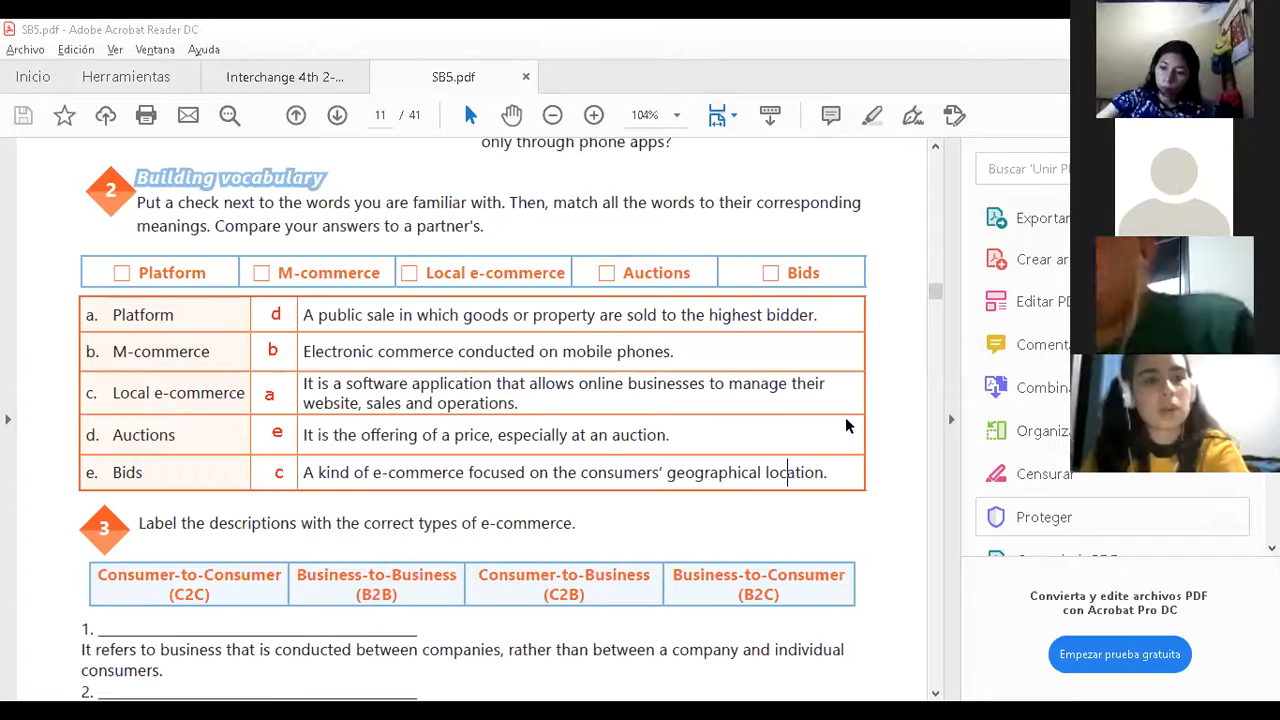 SB5.pdf - Adobe Acrobat Reader DC
Archivo Edición Ver Ventana Ayuda
Inicio Herramientas Interchange 4th 2-... SB5.pdf ×
11 / 41 104%
only through phone apps?
2 Building vocabulary
Put a check next to the words you are familiar with. Then, match all the words to their corresponding
meanings. Compare your answers to a partner's.
Platform M-commerce Local e-commerce Auctions Bids
a. Platform d A public sale in which goods or property are sold to the highest bidder.
b. M-commerce b Electronic commerce conducted on mobile phones.
c. Local e-commerce a It is a software application that allows online businesses to manage their
website, sales and operations.
d. Auctions e It is the offering of a price, especially at an auction.
e. Bids c A kind of e-commerce focused on the consumers' geographical location.
3 Label the descriptions with the correct types of e-commerce.
Consumer-to-Consumer Business-to-Business Consumer-to-Business Business-to-Consumer
(C2C) (B2B) (C2B) (B2C)
1.
It refers to business that is conducted between companies, rather than between a company and individual
consumers.
2.
Buscar 'Unir P
Exportar
Crear ar
Editar PD
Comenta
Combin
Organiz
Censurar
Proteger
Convierta y edite archivos PDF
con Acrobat Pro DC
Empezar prueba gratuita